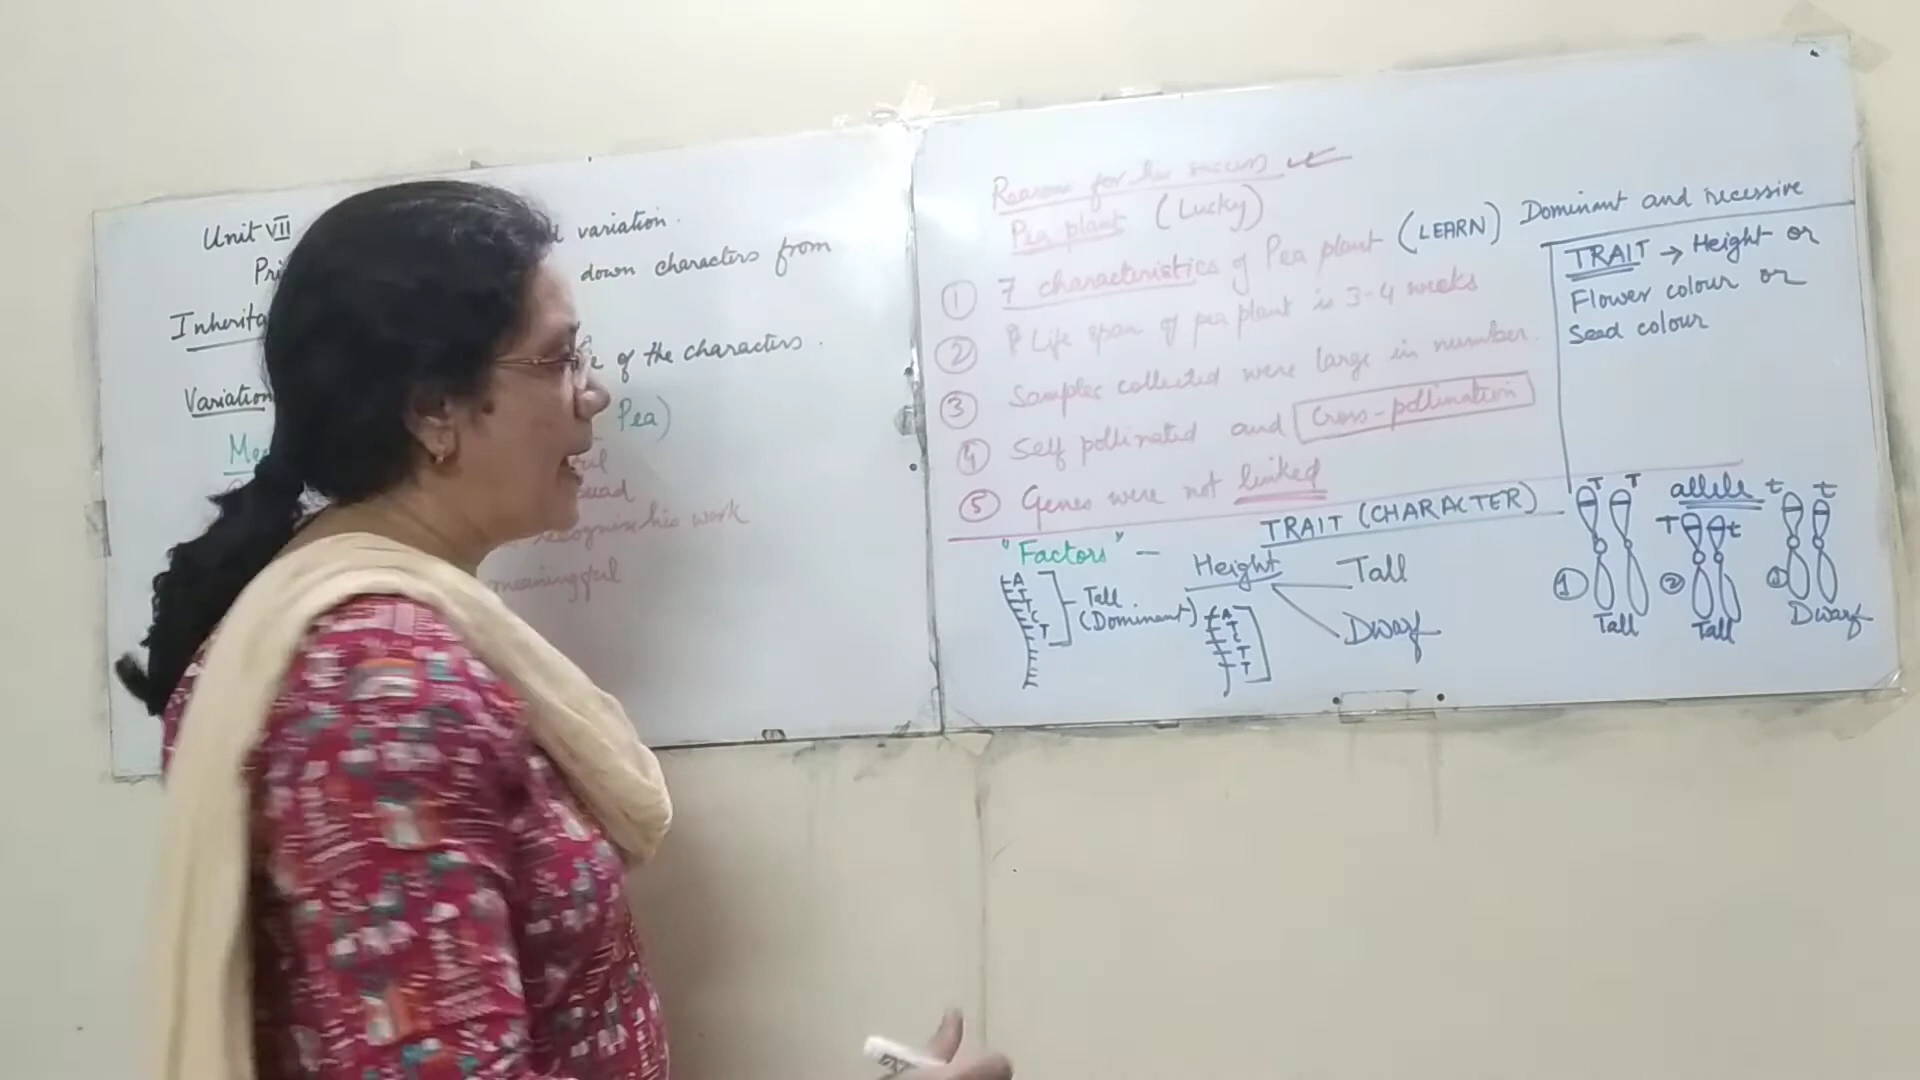 Unit VII d variation.
Pri down characters from
Inherita
of the characters.
Variation
Me Pea)
recognise his work
meaningful
Reasons for his success
Pea plant (Lucky)
① 7 characteristics of Pea plant (LEARN)
② Life span of pea plant is 3-4 weeks
③ Samples collected were large in number.
④ Self pollinated and Cross-pollination
⑤ Genes were not linked
"Factors" -
A
T
C
T
Tall
(Dominant)
TRAIT (CHARACTER)
Height
Tall
Dwarf
A
T
C
T
T
Dominant and recessive
TRAIT → Height or
Flower colour or
Seed colour
allele
T T
T t
t t
① Tall
② Tall
Dwarf